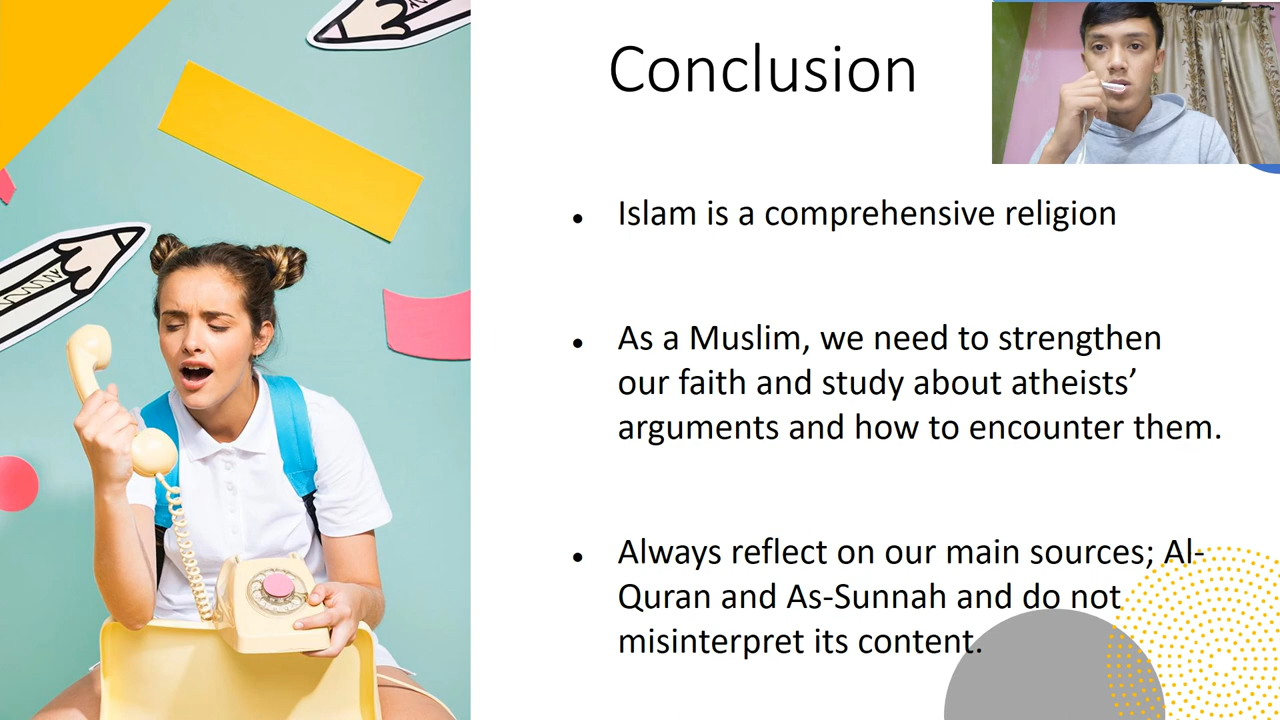 Conclusion
• Islam is a comprehensive religion
• As a Muslim, we need to strengthen
our faith and study about atheists’
arguments and how to encounter them.
• Always reflect on our main sources; Al-
Quran and As-Sunnah and do not
misinterpret its content.